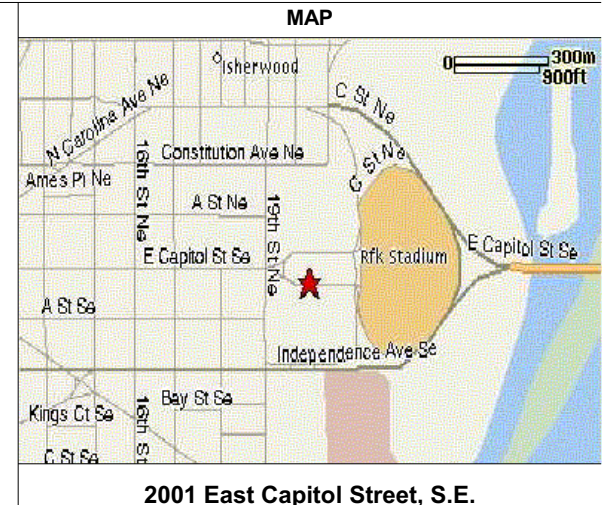 MAP
Isherwood
0 300m
900ft
N Carolina Ave Ne
C St Ne
16th St Ne
Constitution Ave Ne
C St Ne
Ames Pl Ne
A St Ne
19th St Ne
E Capitol St Se
Rfk Stadium
E Capitol St Se
A St Se
Independence Ave Se
Kings Ct Se
Bay St Se
16th St
C St Se
2001 East Capitol Street, S.E.